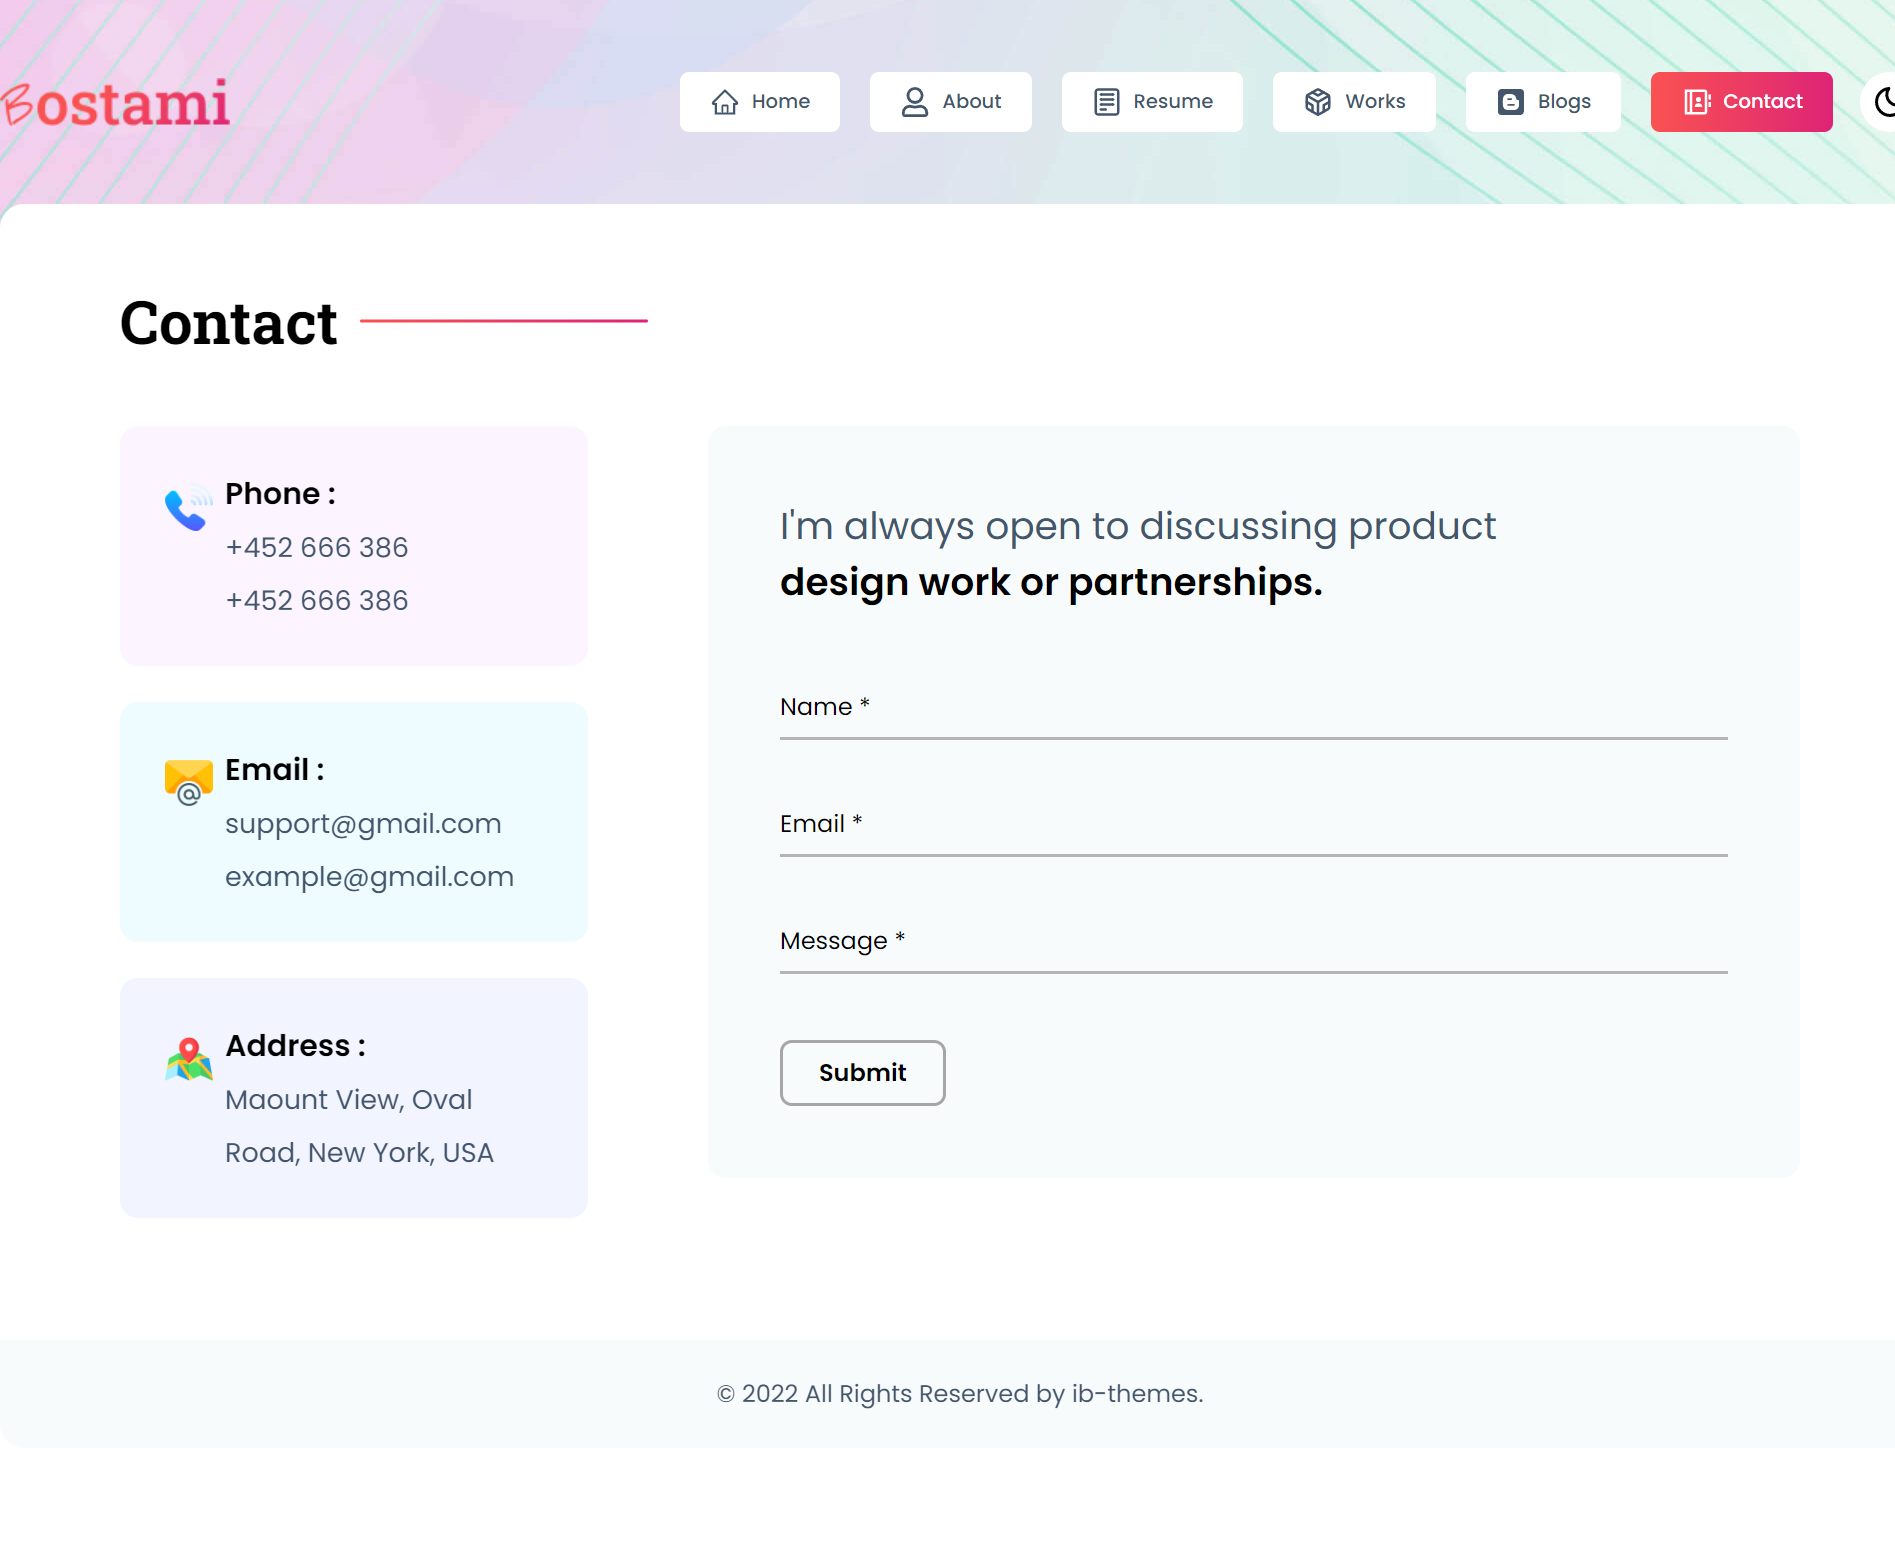 Bostami
Home
About
Resume
Works
Blogs
Contact
Contact
Phone :
+452 666 386
+452 666 386
Email :
support@gmail.com
example@gmail.com
Address :
Maount View, Oval
Road, New York, USA
I'm always open to discussing product
design work or partnerships.
Name *
Email *
Message *
Submit
© 2022 All Rights Reserved by ib-themes.